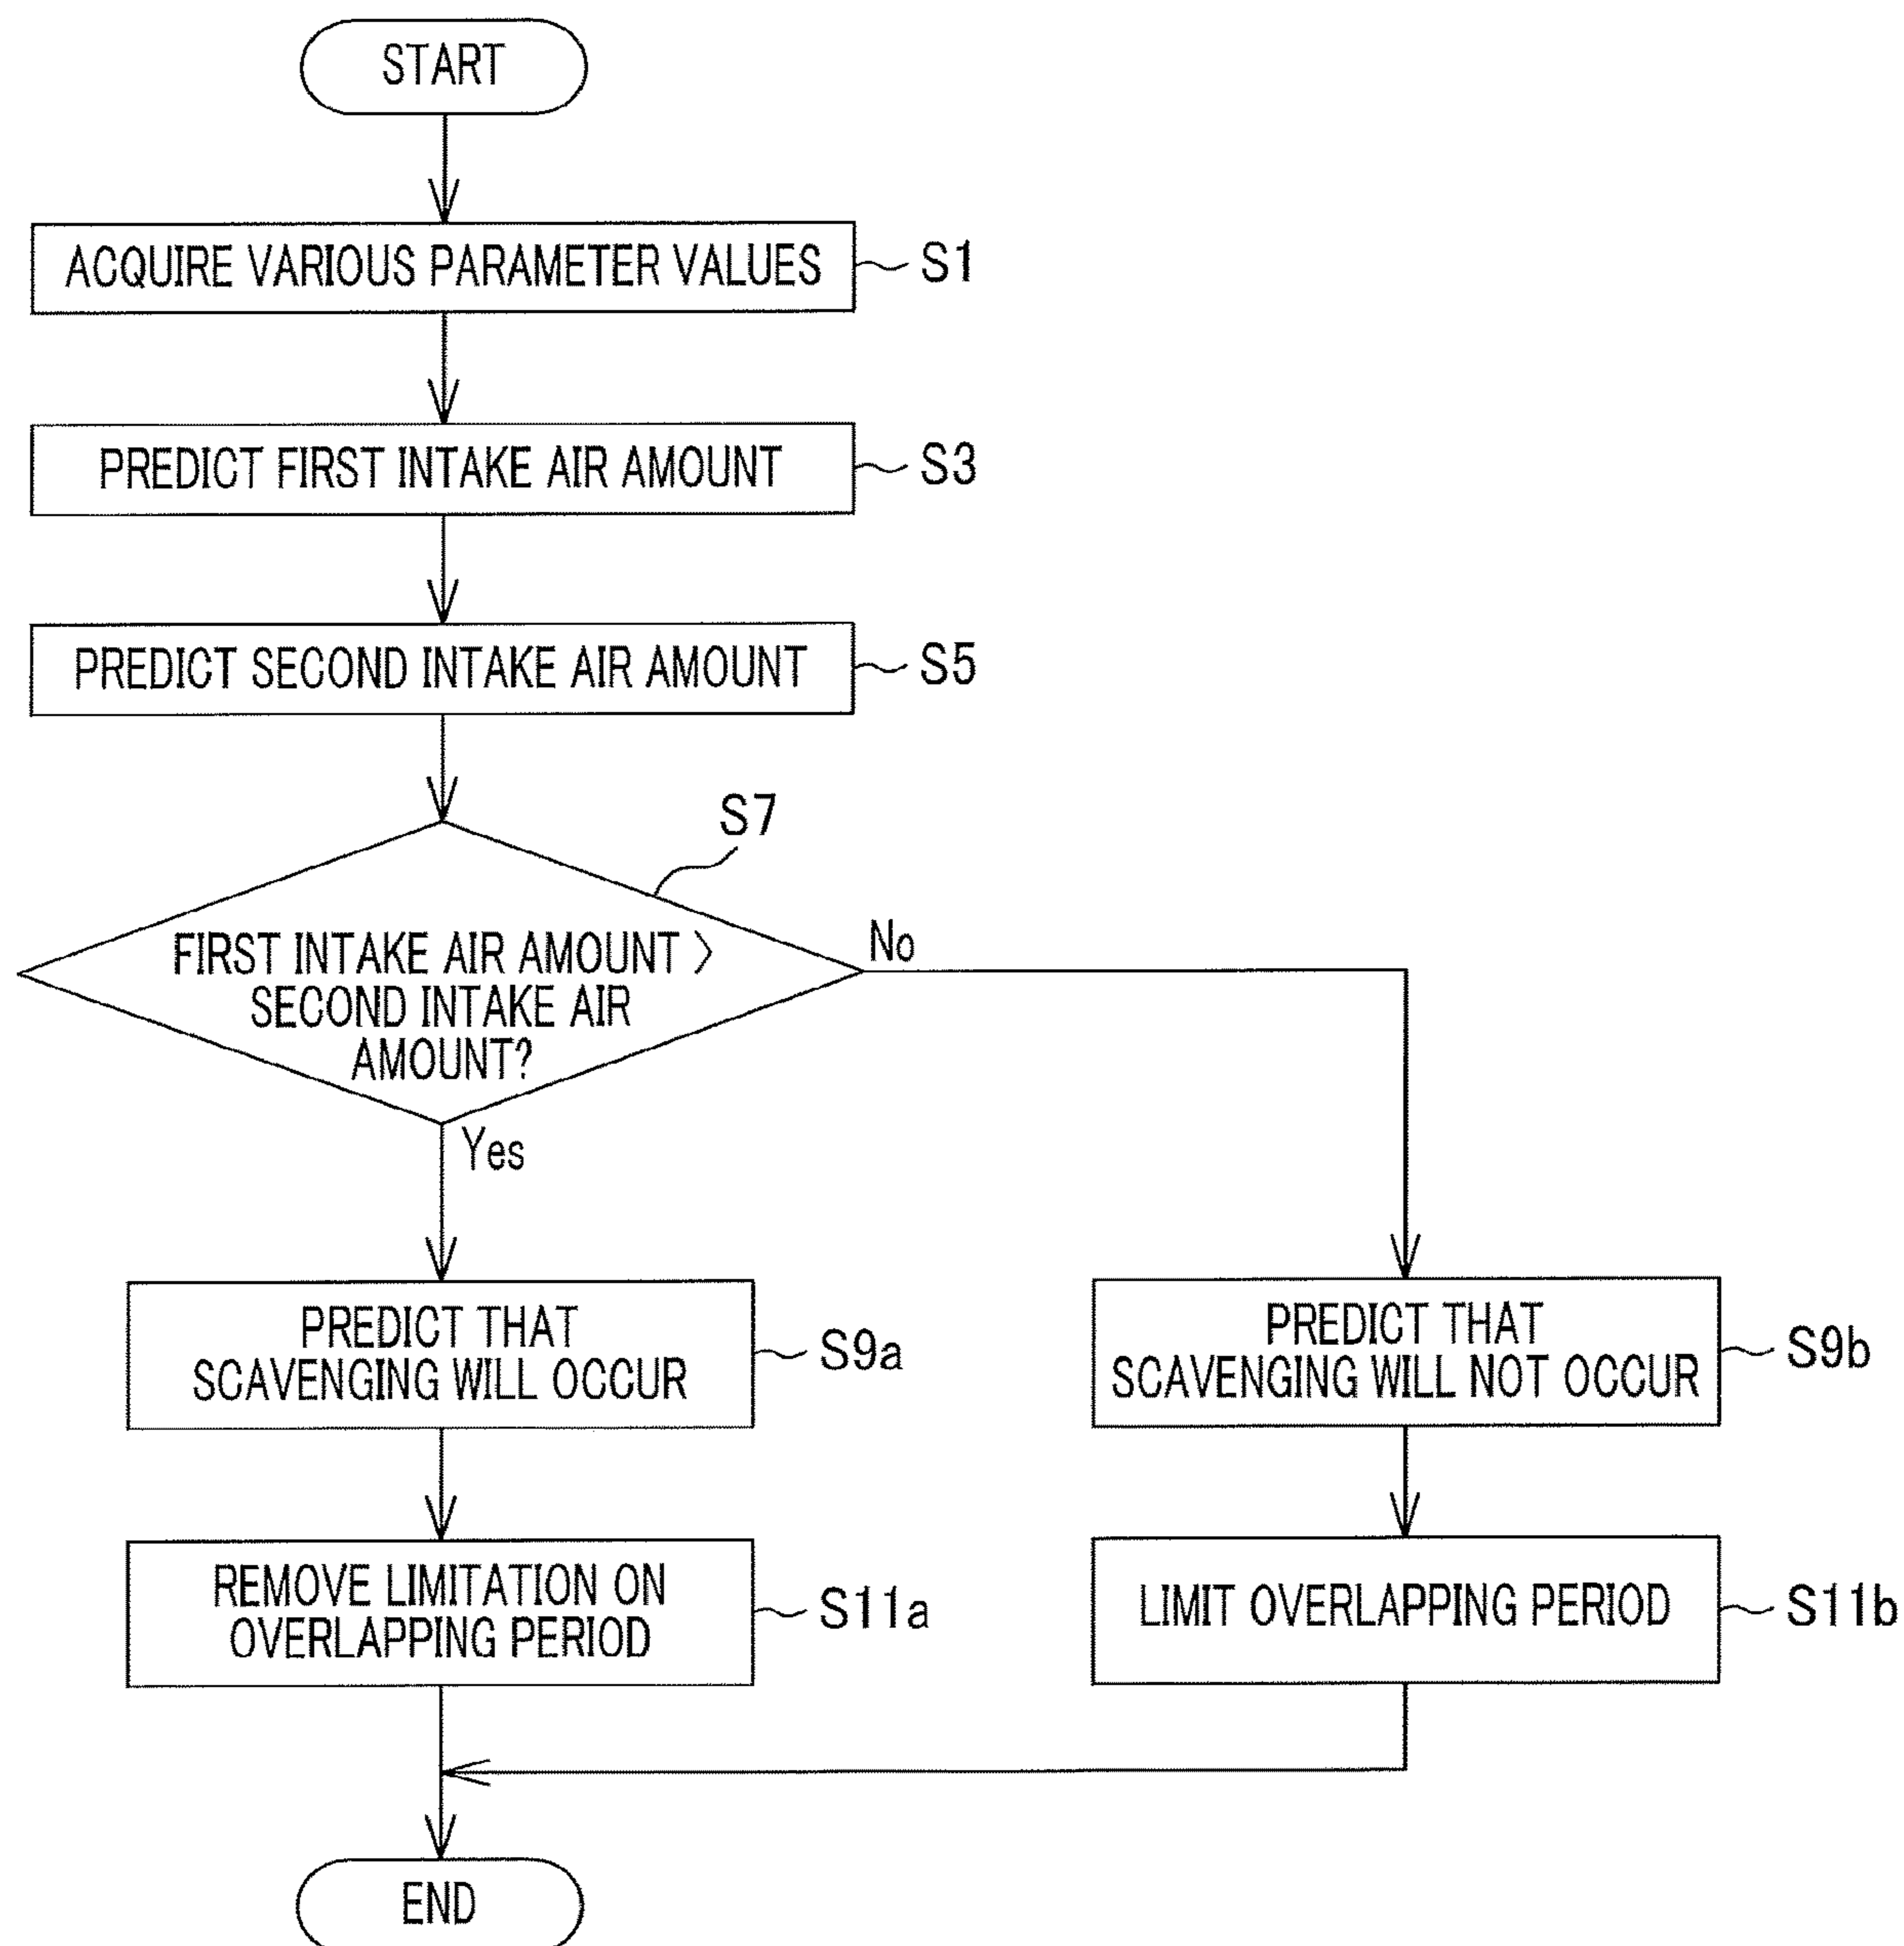 START
ACQUIRE VARIOUS PARAMETER VALUES
S1
PREDICT FIRST INTAKE AIR AMOUNT
S3
PREDICT SECOND INTAKE AIR AMOUNT
S5
S7
FIRST INTAKE AIR AMOUNT >
SECOND INTAKE AIR
AMOUNT?
No
Yes
PREDICT THAT
SCAVENGING WILL OCCUR
S9a
PREDICT THAT
SCAVENGING WILL NOT OCCUR
S9b
REMOVE LIMITATION ON
OVERLAPPING PERIOD
S11a
LIMIT OVERLAPPING PERIOD
S11b
END